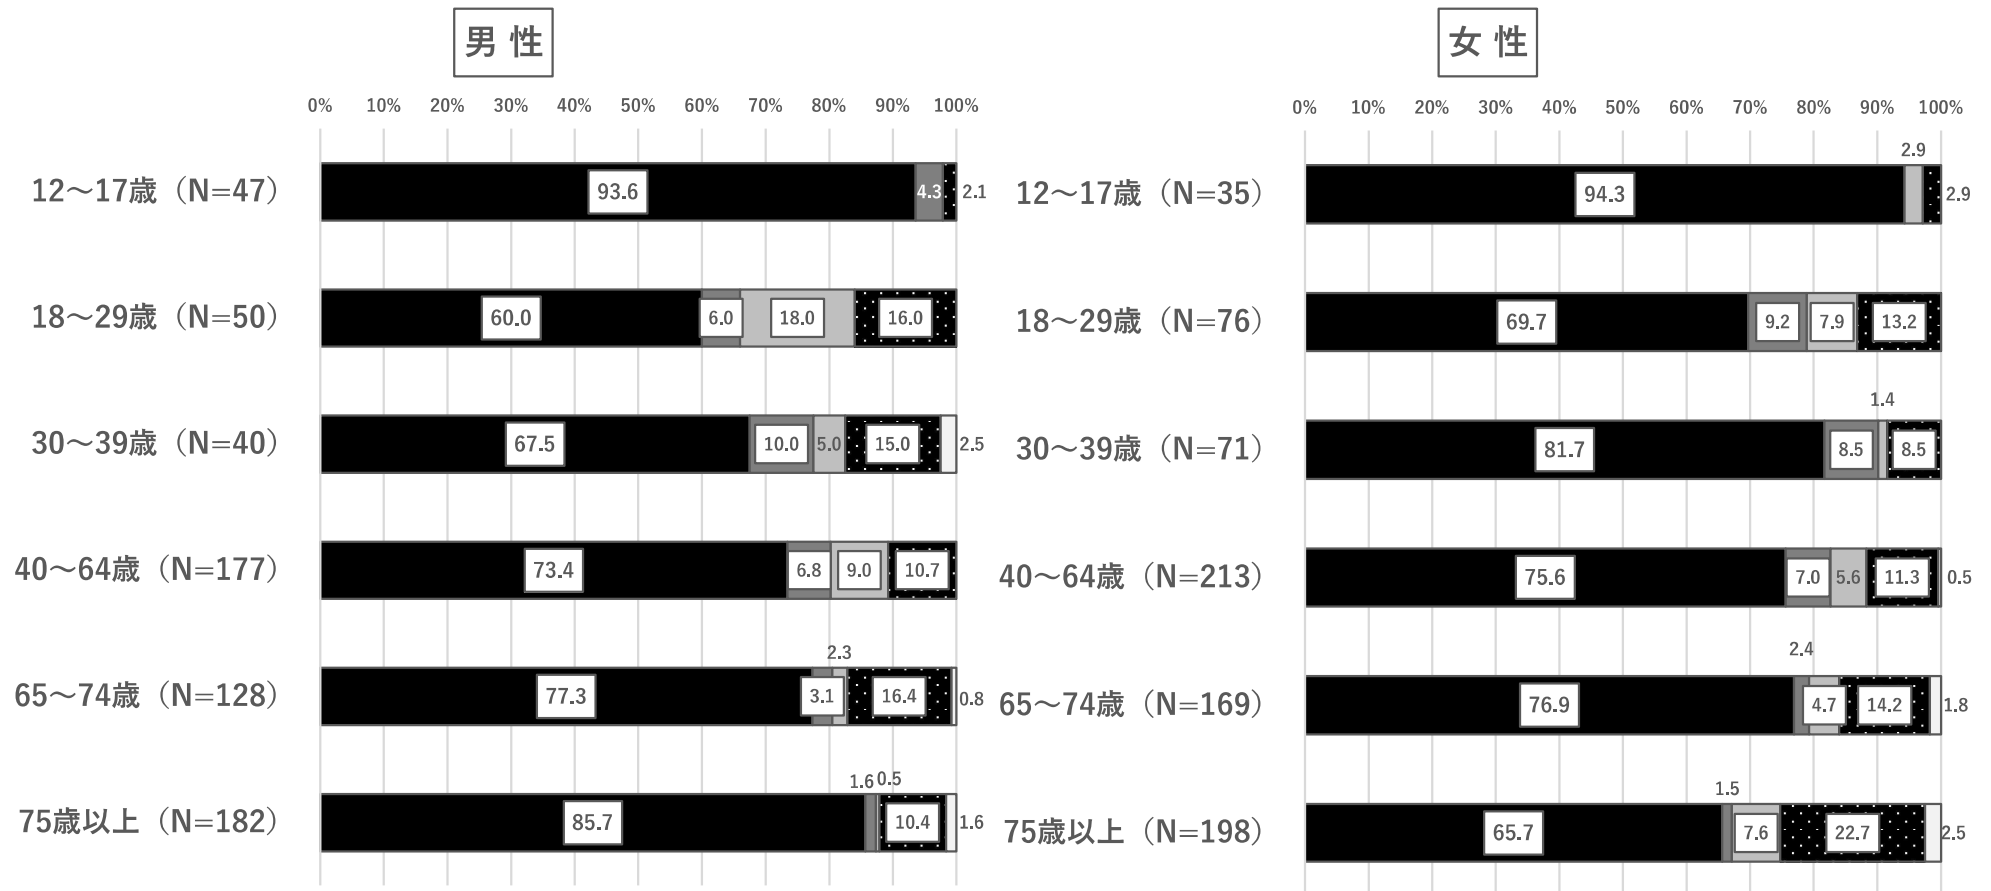 男 性
0% 10% 20% 30% 40% 50% 60% 70% 80% 90% 100%
12～17歳（N=47） 93.6 4.3 2.1
18～29歳（N=50） 60.0 6.0 18.0 16.0
30～39歳（N=40） 67.5 10.0 5.0 15.0 2.5
40～64歳（N=177） 73.4 6.8 9.0 10.7
2.3
65～74歳（N=128） 77.3 3.1 16.4 0.8
1.6 0.5
75歳以上（N=182） 85.7 10.4 1.6
女 性
0% 10% 20% 30% 40% 50% 60% 70% 80% 90% 100%
2.9
12～17歳（N=35） 94.3 2.9
18～29歳（N=76） 69.7 9.2 7.9 13.2
1.4
30～39歳（N=71） 81.7 8.5 8.5
40～64歳（N=213） 75.6 7.0 5.6 11.3 0.5
2.4
65～74歳（N=169） 76.9 4.7 14.2 1.8
1.5
75歳以上（N=198） 65.7 7.6 22.7 2.5